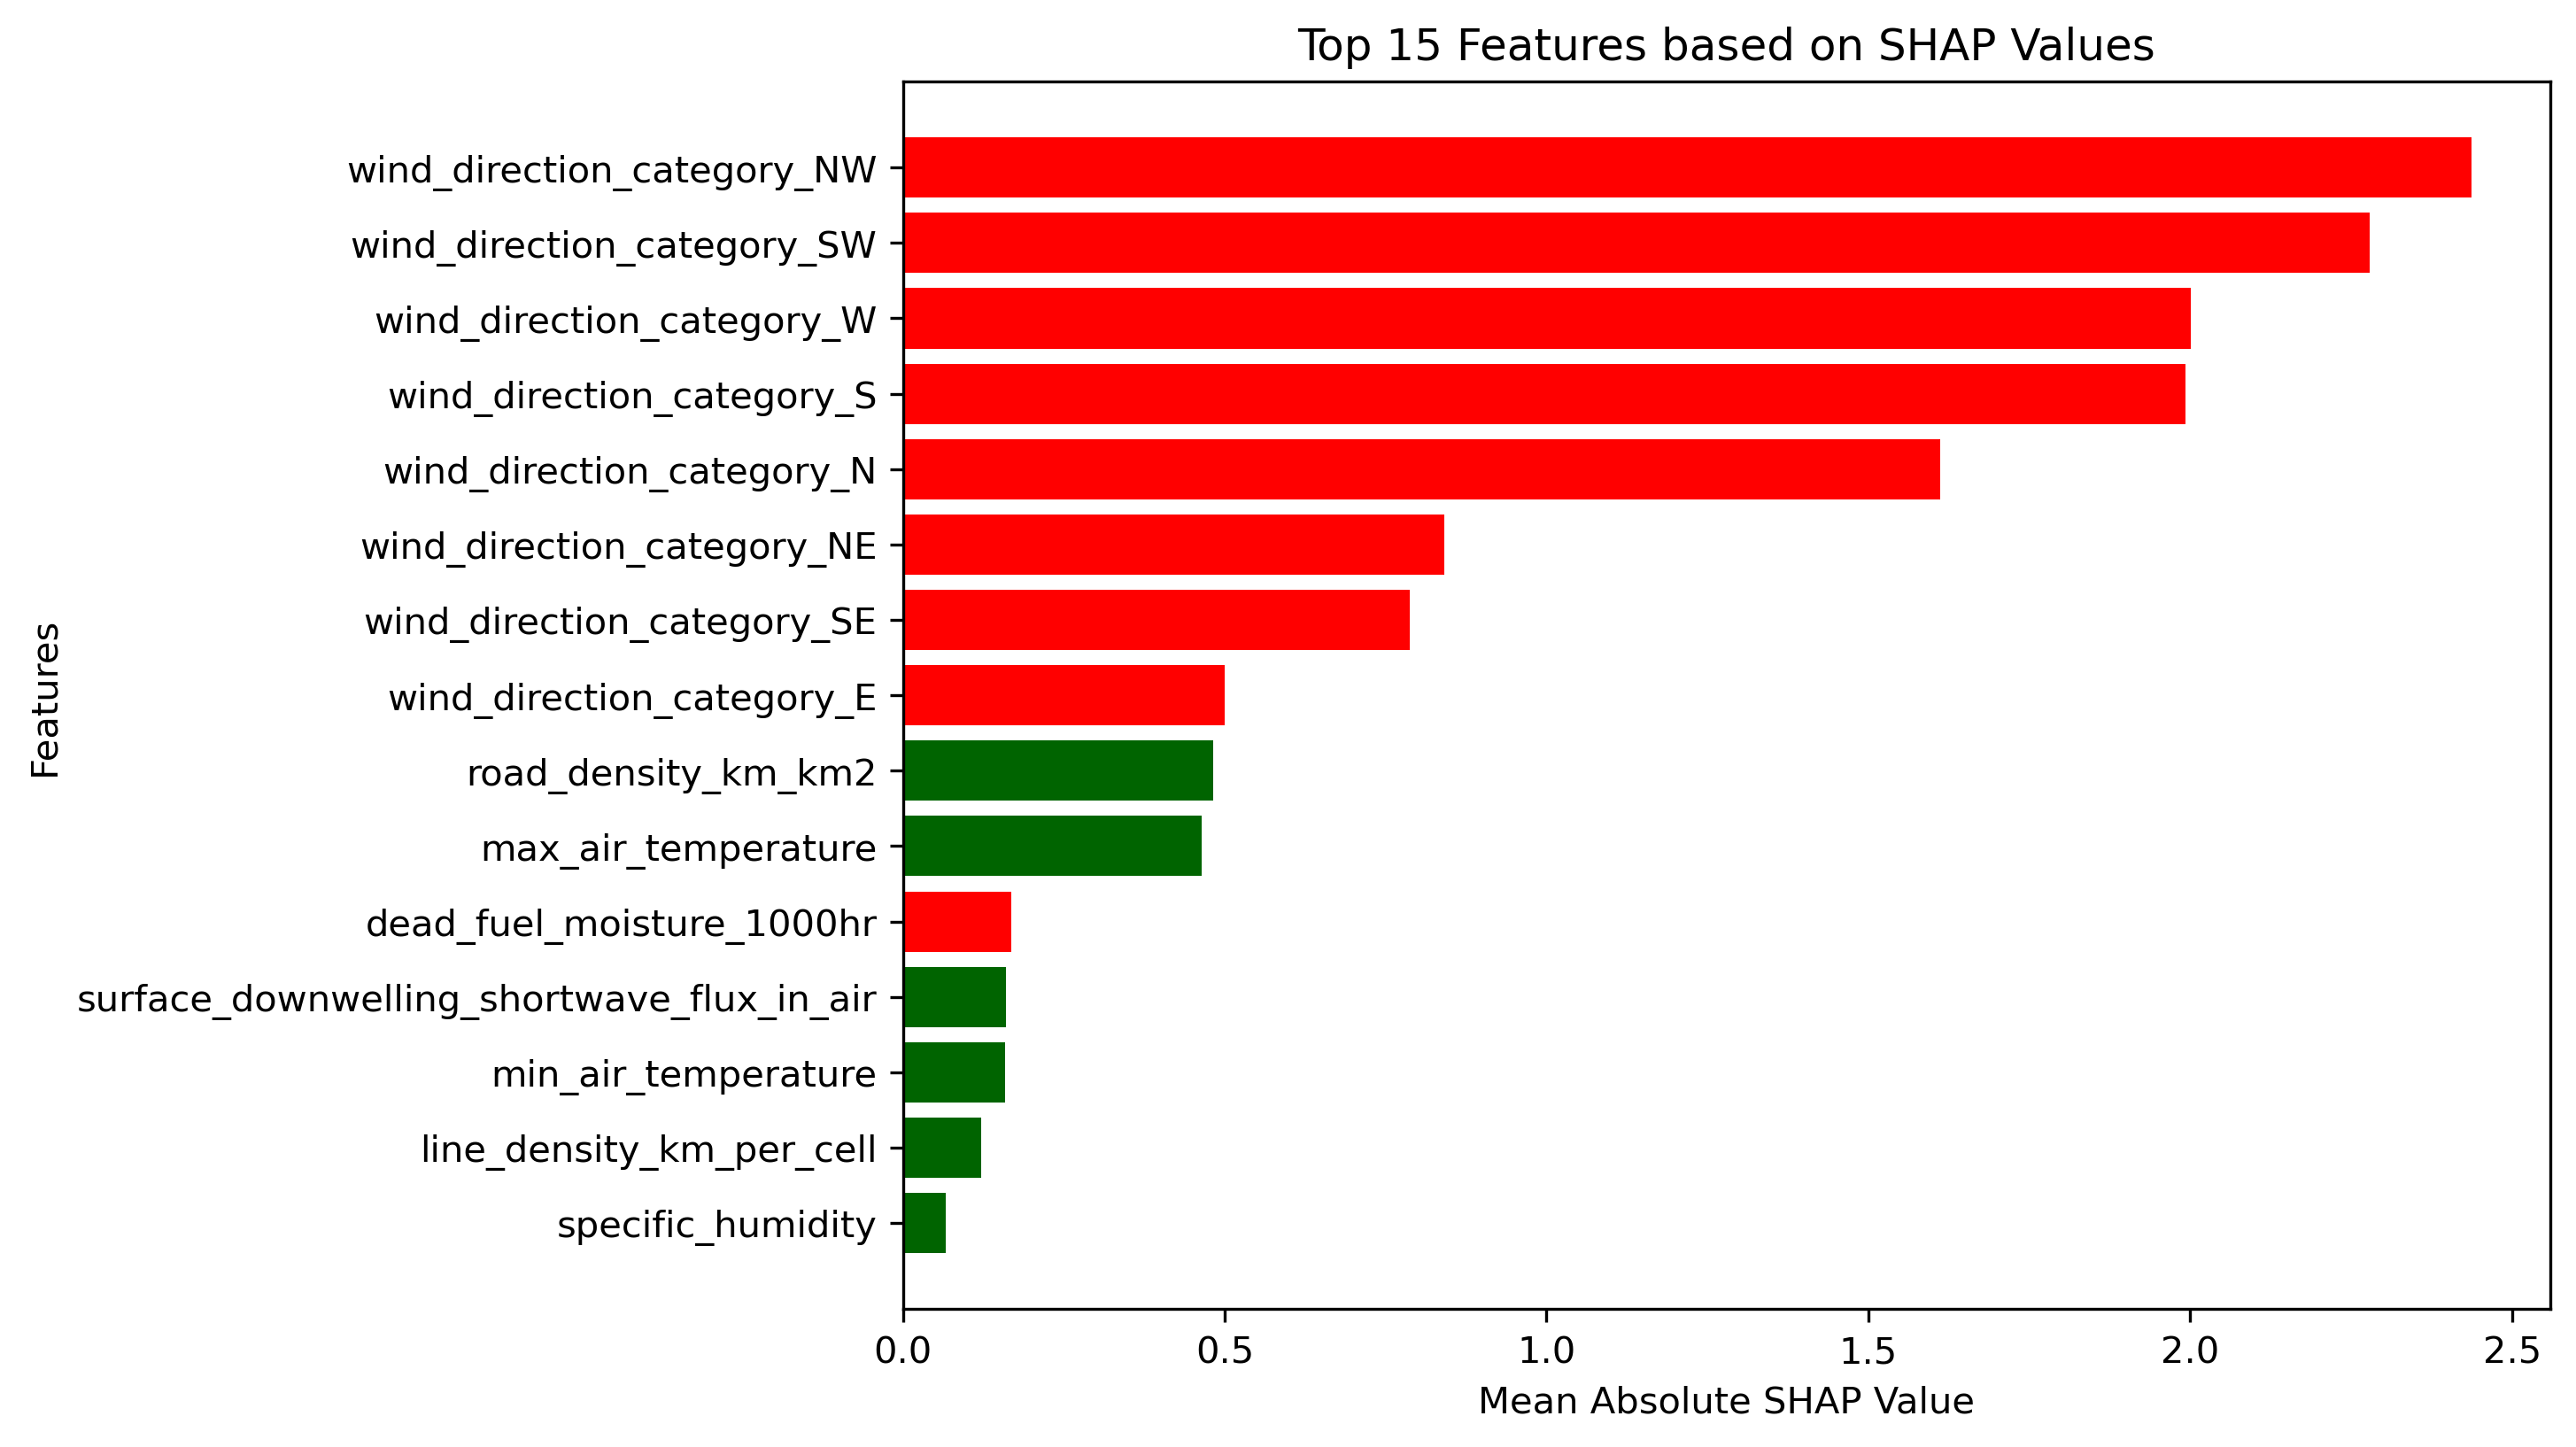 Top 15 Features based on SHAP Values
wind_direction_category_NW
wind_direction_category_SW
wind_direction_category_W
wind_direction_category_S
wind_direction_category_N
wind_direction_category_NE
wind_direction_category_SE
wind_direction_category_E
road_density_km_km2
max_air_temperature
dead_fuel_moisture_1000hr
surface_downwelling_shortwave_flux_in_air
min_air_temperature
line_density_km_per_cell
specific_humidity
Features
0.0 0.5 1.0 1.5 2.0 2.5
Mean Absolute SHAP Value